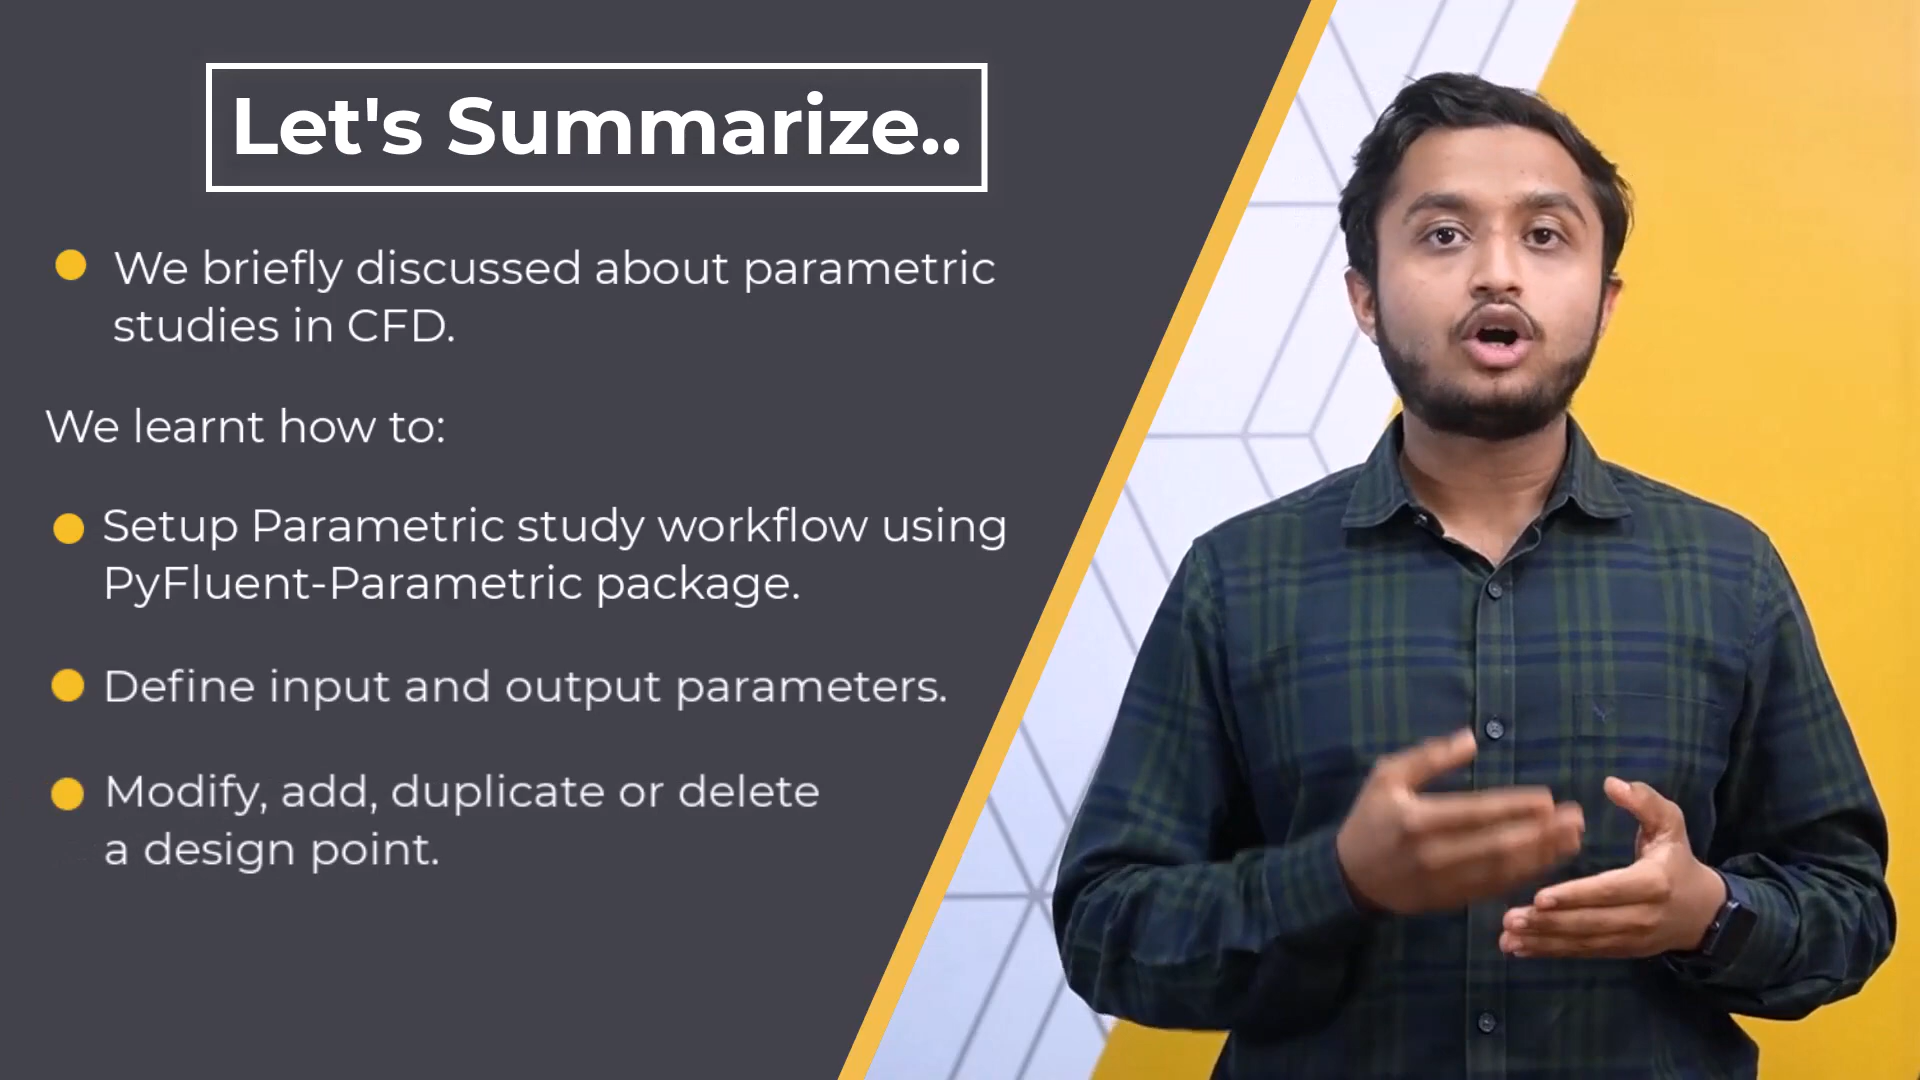 Let's Summarize..
We briefly discussed about parametric
studies in CFD.
We learnt how to:
Setup Parametric study workflow using
PyFluent-Parametric package.
Define input and output parameters.
Modify, add, duplicate or delete
a design point.